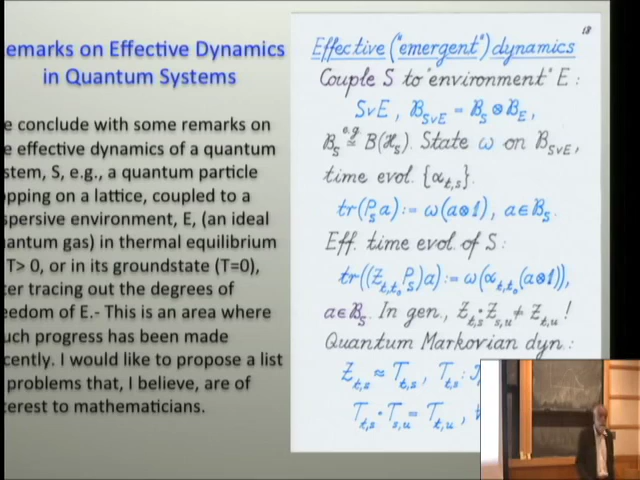 emarks on Effective Dynamics
in Quantum Systems
e conclude with some remarks on
e effective dynamics of a quantum
stem, S, e.g., a quantum particle
opping on a lattice, coupled to a
spersive environment, E, (an ideal
uantum gas) in thermal equilibrium
T> 0, or in its groundstate (T=0),
ter tracing out the degrees of
eedom of E.- This is an area where
uch progress has been made
cently. I would like to propose a list
problems that, I believe, are of
terest to mathematicians.
18
Effective ("emergent") dynamics
Couple S to "environment" E :
S∨E , B_{S∨E} = B_S ⊗ B_E ,
B_S ≅^{e.g.} B(H_S). State ω on B_{S∨E},
time evol. {α_{t,s}}.
tr(P_S a) := ω(a⊗1), a∈B_S.
Eff. time evol. of S :
tr((Z_{t,t₀} P_S)a) := ω(α_{t,t₀}(a⊗1)),
a∈B_S. In gen., Z_{t,s}·Z_{s,u} ≠ Z_{t,u} !
Quantum Markovian dyn.:
Z_{t,s} ≈ T_{t,s} , T_{t,s} :
T_{t,s}·T_{s,u} = T_{t,u} ,